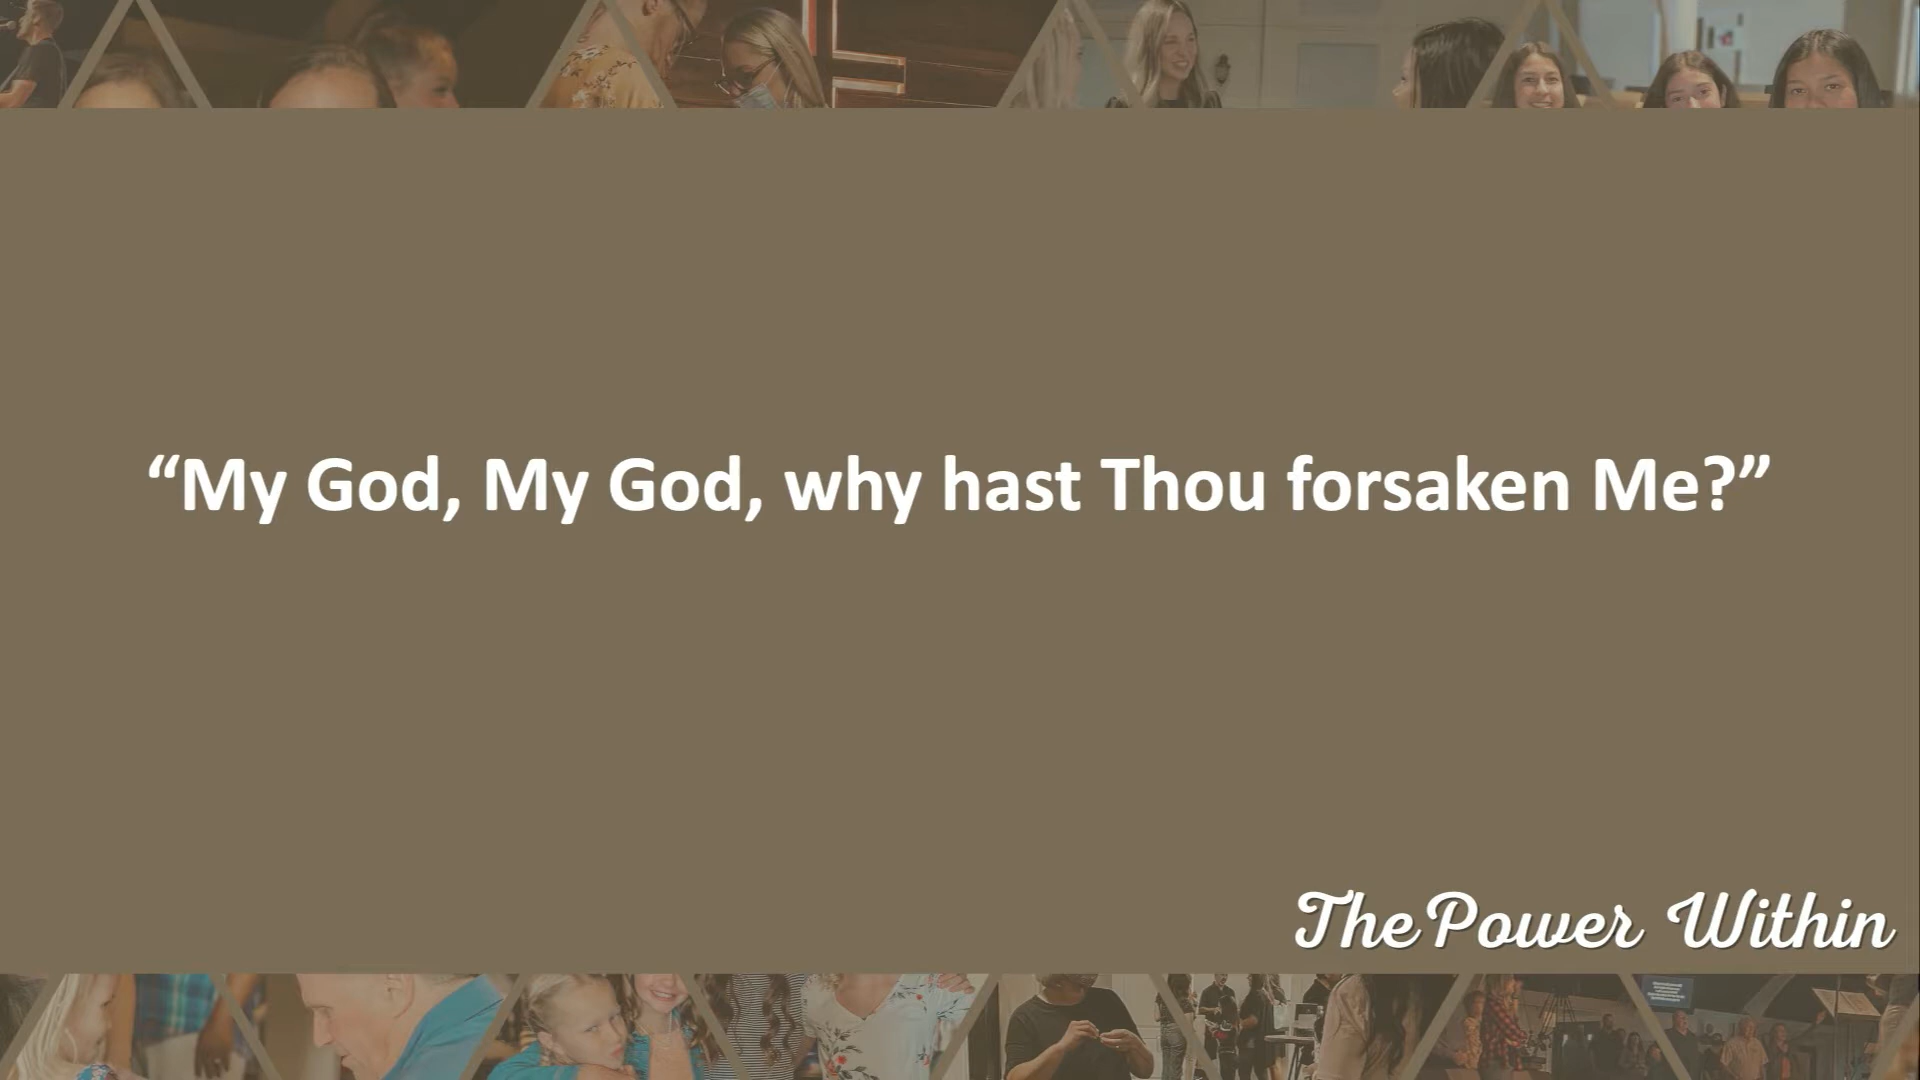 “My God, My God, why hast Thou forsaken Me?”
The Power Within